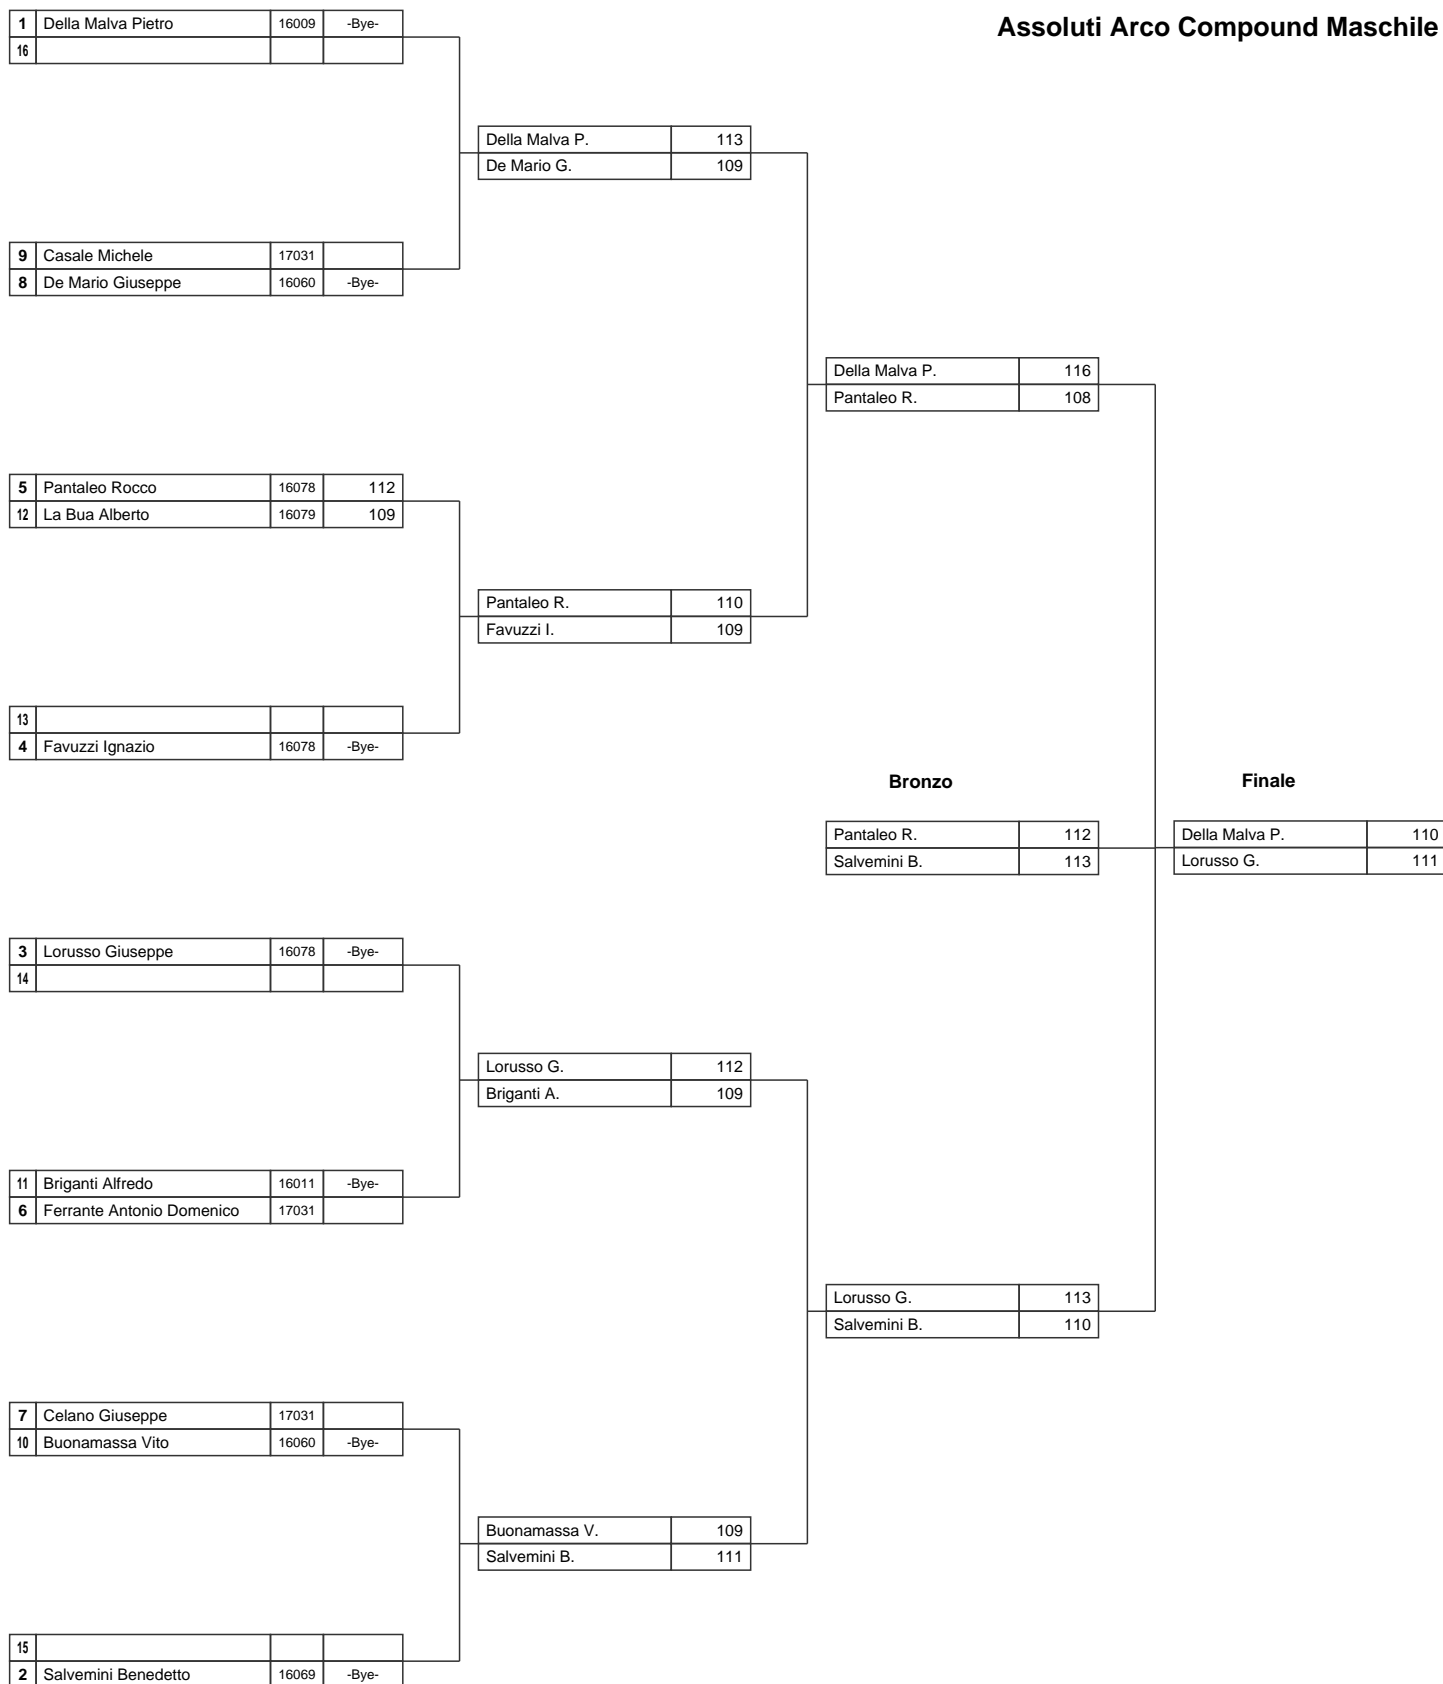 Assoluti Arco Compound Maschile
1 Della Malva Pietro 16009 -Bye-
16
Della Malva P. 113
De Mario G. 109
9 Casale Michele 17031
8 De Mario Giuseppe 16060 -Bye-
Della Malva P. 116
Pantaleo R. 108
5 Pantaleo Rocco 16078 112
12 La Bua Alberto 16079 109
Pantaleo R. 110
Favuzzi I. 109
13
4 Favuzzi Ignazio 16078 -Bye-
Bronzo Finale
Pantaleo R. 112 Della Malva P. 110
Salvemini B. 113 Lorusso G. 111
3 Lorusso Giuseppe 16078 -Bye-
14
Lorusso G. 112
Briganti A. 109
11 Briganti Alfredo 16011 -Bye-
6 Ferrante Antonio Domenico 17031
Lorusso G. 113
Salvemini B. 110
7 Celano Giuseppe 17031
10 Buonamassa Vito 16060 -Bye-
Buonamassa V. 109
Salvemini B. 111
15
2 Salvemini Benedetto 16069 -Bye-